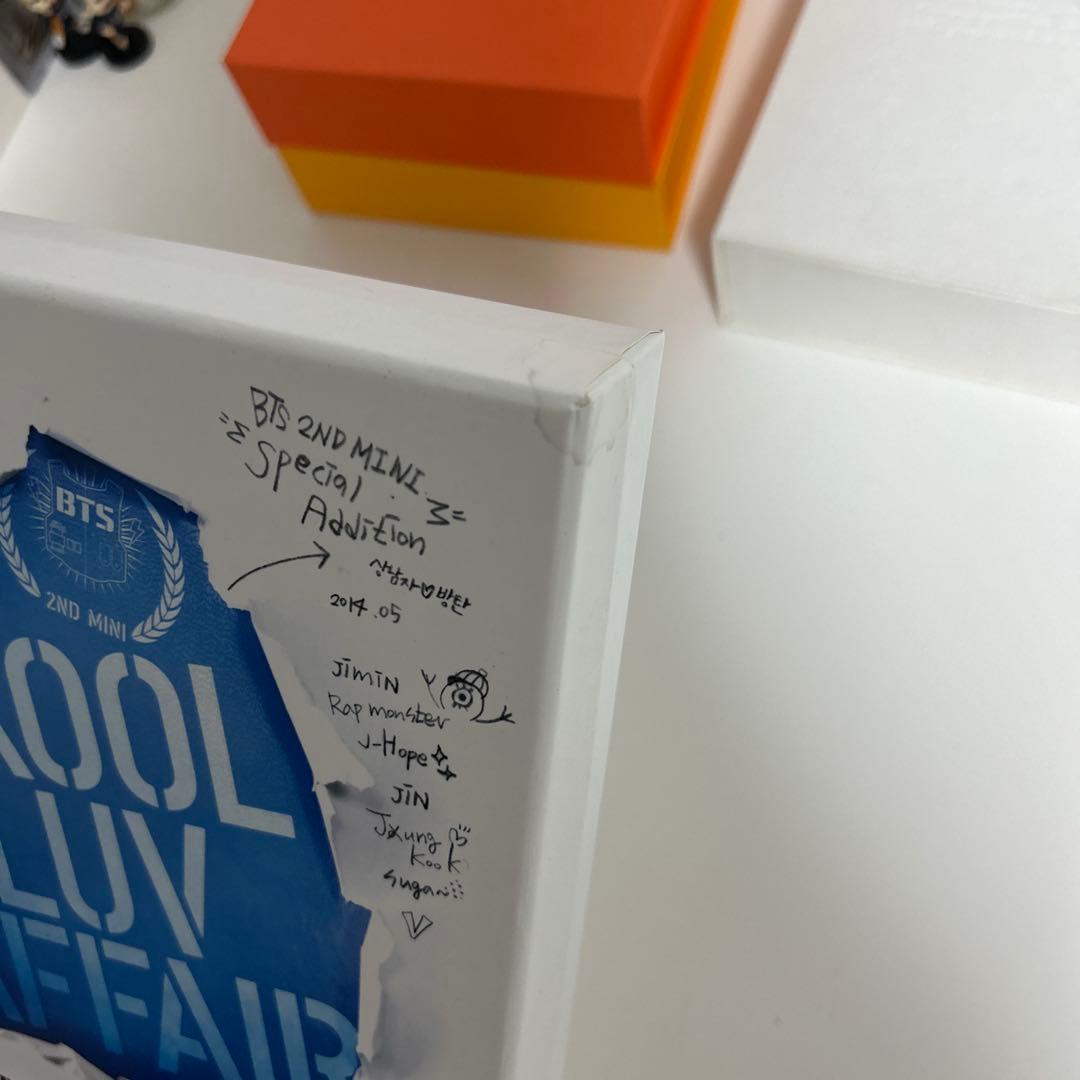 BTS 2ND MINI
Special
Addition
상남자♡방탄
2014.05
JimiN
Rap monster
J-Hope
JIN
Jxung
Kook
suga
V
BTS
2ND MINI
KOOL
LUV
AFFAIR